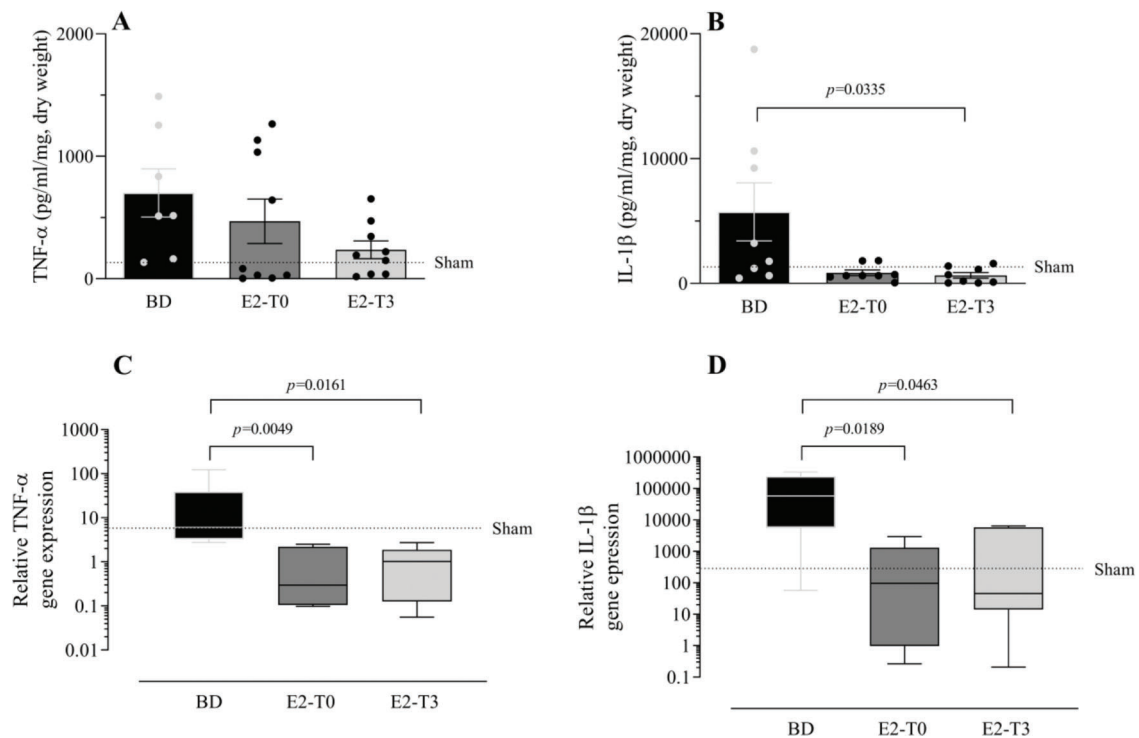 A
TNF-α (pg/ml/mg, dry weight)
2000
1000
0
Sham
BD
E2-T0
E2-T3
B
IL-1β (pg/ml/mg, dry weight)
20000
10000
0
p=0.0335
Sham
BD
E2-T0
E2-T3
C
Relative TNF-α
gene expression
1000
100
10
1
0.1
0.01
p=0.0161
p=0.0049
Sham
BD
E2-T0
E2-T3
D
Relative IL-1β
gene epression
1000000
100000
10000
1000
100
10
1
0.1
p=0.0463
p=0.0189
Sham
BD
E2-T0
E2-T3